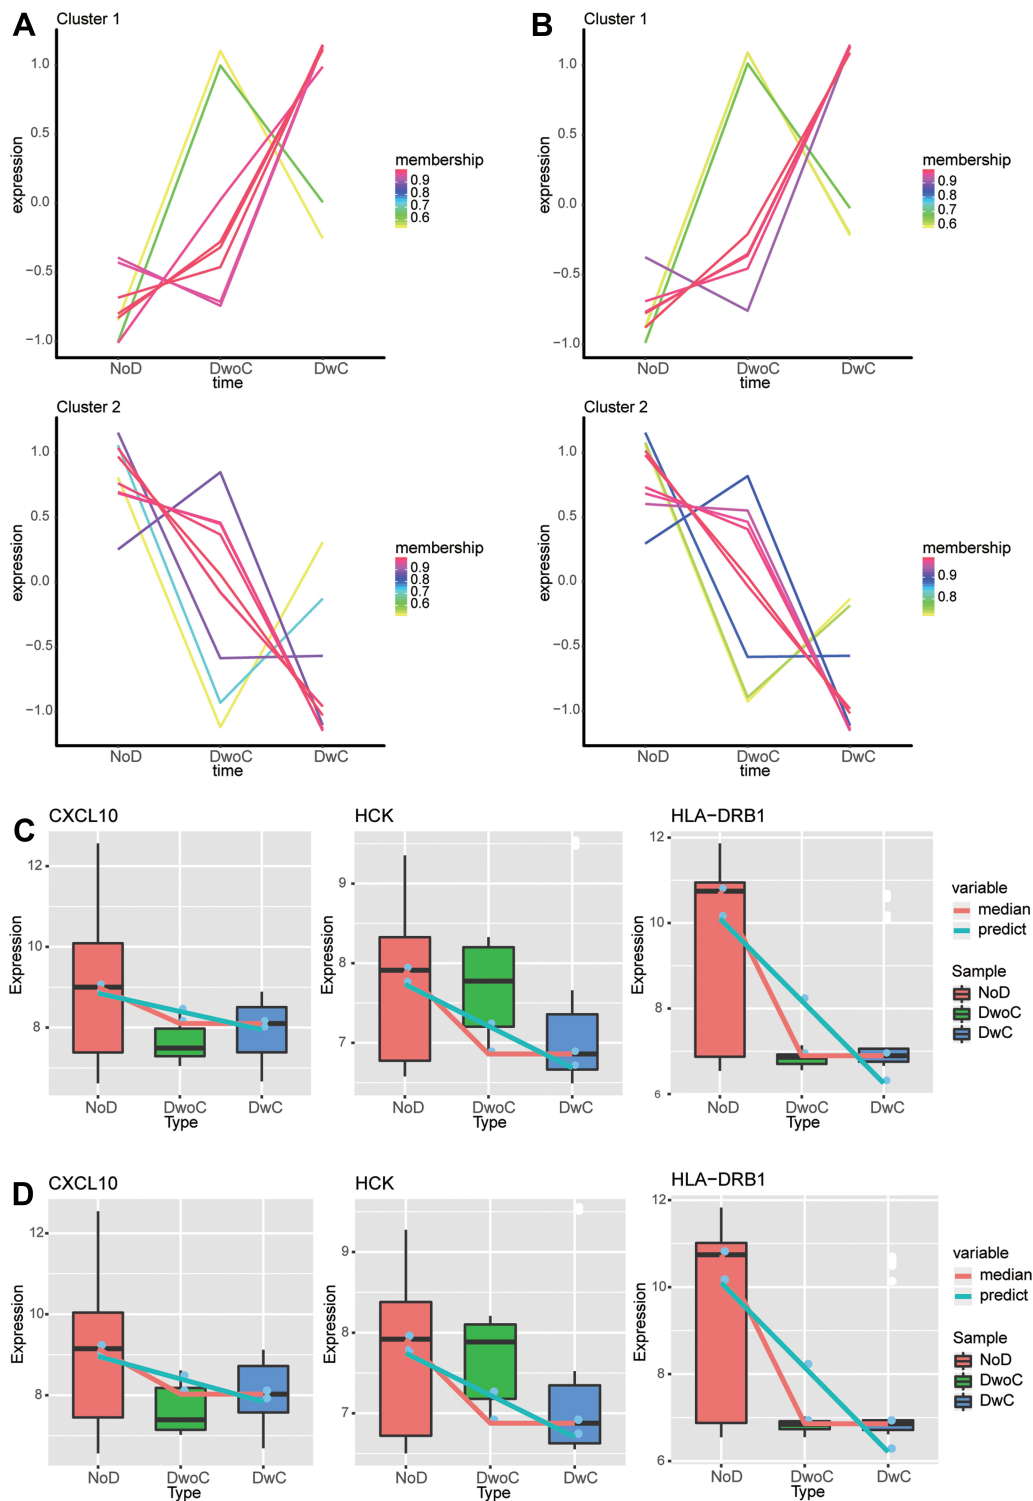 A
B
Cluster 1
Cluster 1
expression
1.0
0.5
0.0
−0.5
−1.0
NoD
DwoC
DwC
time
membership
0.9
0.8
0.7
0.6
expression
1.0
0.5
0.0
−0.5
−1.0
NoD
DwoC
DwC
time
membership
0.9
0.8
0.7
0.6
Cluster 2
Cluster 2
expression
1.0
0.5
0.0
−0.5
−1.0
NoD
DwoC
DwC
time
membership
0.9
0.8
0.7
0.6
expression
1.0
0.5
0.0
−0.5
−1.0
NoD
DwoC
DwC
time
membership
0.9
0.8
C
CXCL10
Expression
12
10
8
NoD
DwoC
DwC
Type
HCK
Expression
9
8
7
NoD
DwoC
DwC
Type
HLA−DRB1
Expression
12
10
8
6
NoD
DwoC
DwC
Type
variable
median
predict
Sample
NoD
DwoC
DwC
D
CXCL10
Expression
12
10
8
NoD
DwoC
DwC
Type
HCK
Expression
9
8
7
NoD
DwoC
DwC
Type
HLA−DRB1
Expression
12
10
8
6
NoD
DwoC
DwC
Type
variable
median
predict
Sample
NoD
DwoC
DwC